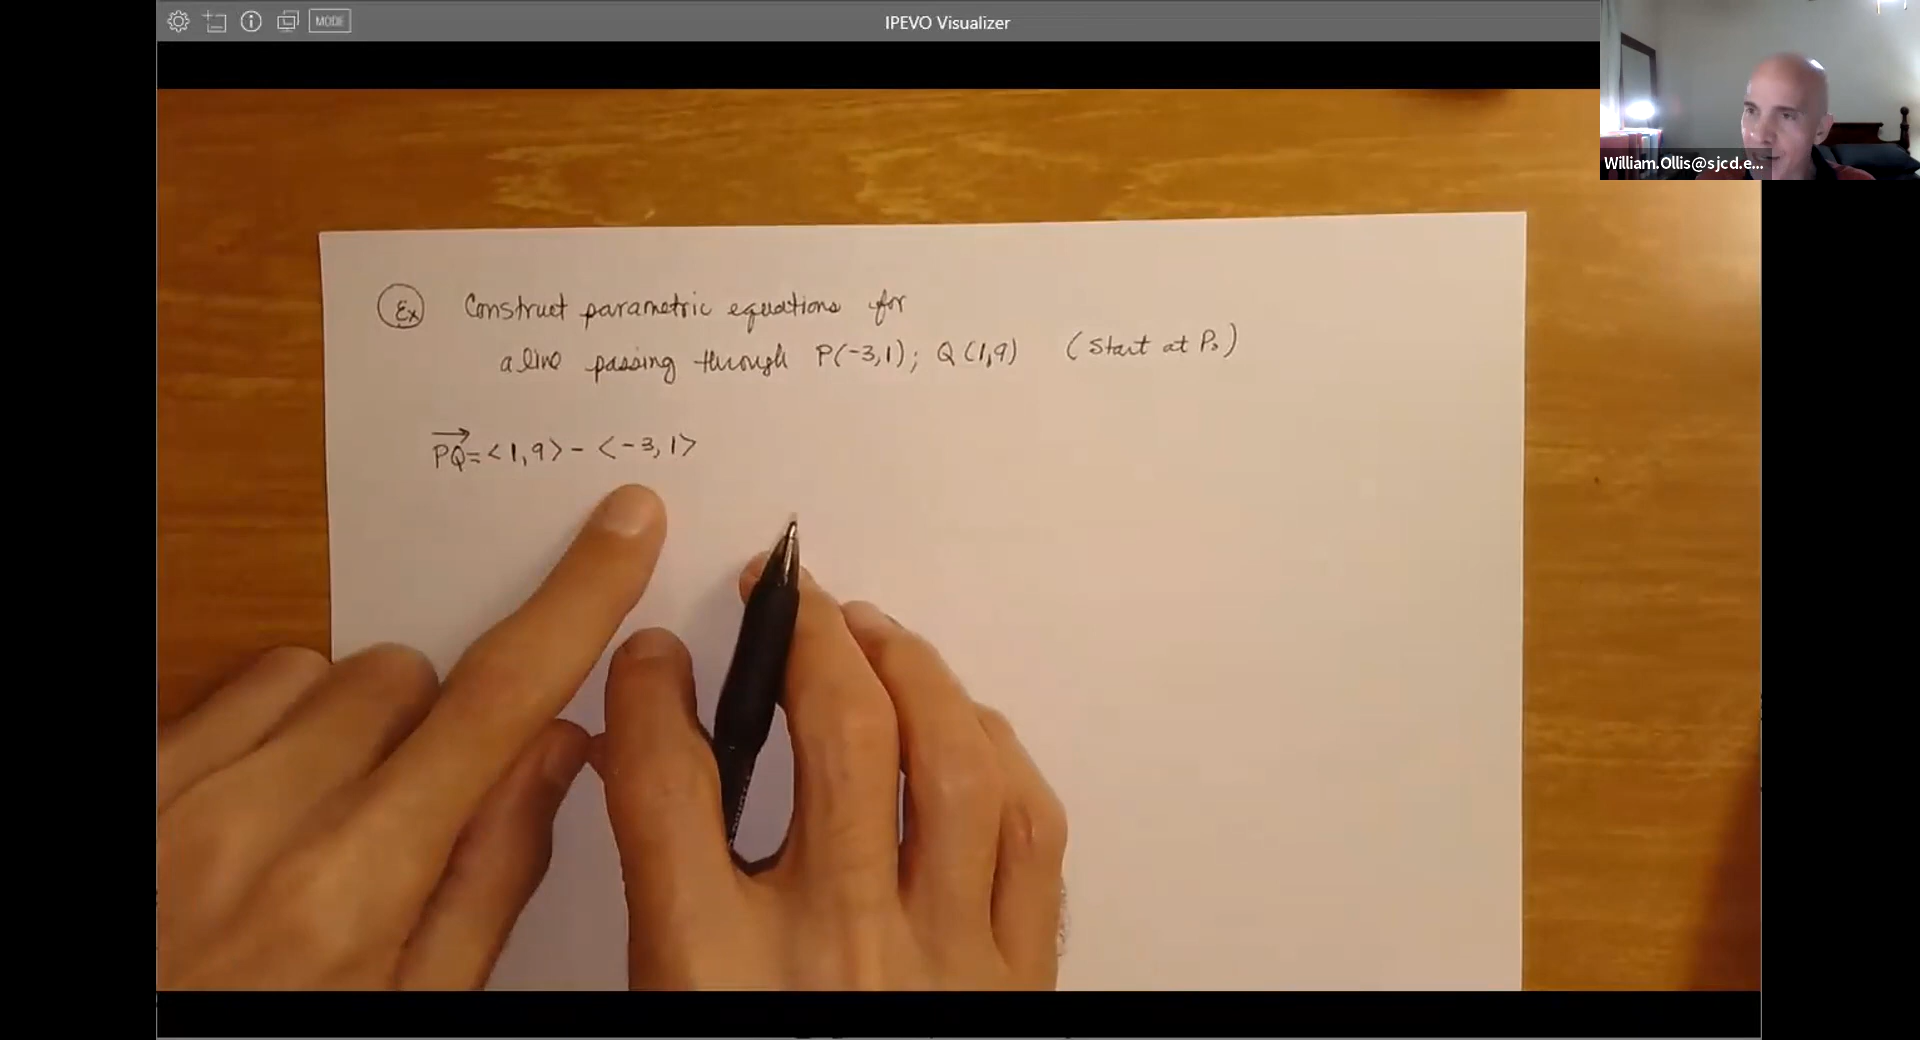 MODE
IPEVO Visualizer
William.Ollis@sjcd.e...
Ex Construct parametric equations for
a line passing through P(-3,1); Q(1,9) (Start at P.)
PQ = <1,9> - <-3,1>